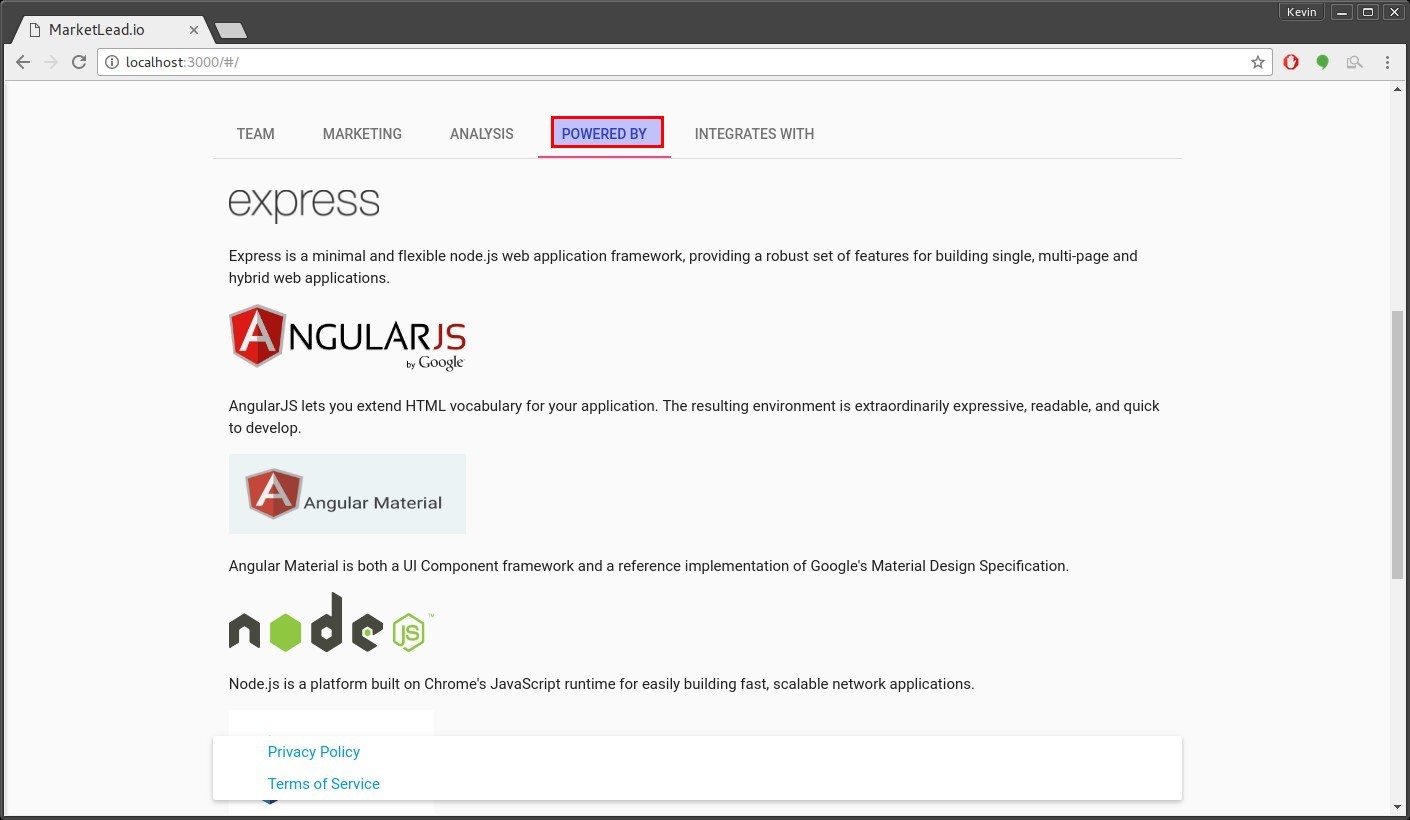 Kevin
MarketLead.io
localhost:3000/#/
TEAM MARKETING ANALYSIS POWERED BY INTEGRATES WITH
express
Express is a minimal and flexible node.js web application framework, providing a robust set of features for building single, multi-page and
hybrid web applications.
ANGULARJS
by Google
AngularJS lets you extend HTML vocabulary for your application. The resulting environment is extraordinarily expressive, readable, and quick
to develop.
A Angular Material
Angular Material is both a UI Component framework and a reference implementation of Google's Material Design Specification.
node JS ™
Node.js is a platform built on Chrome's JavaScript runtime for easily building fast, scalable network applications.
Privacy Policy
Terms of Service